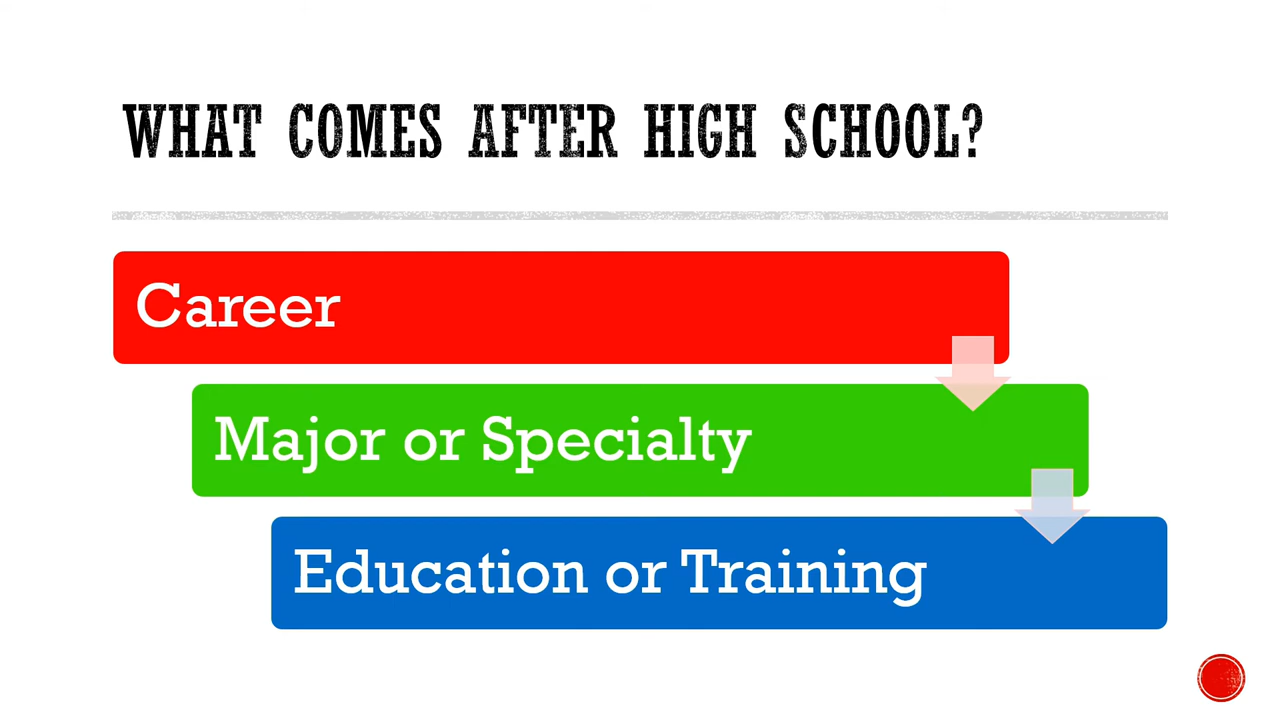 WHAT COMES AFTER HIGH SCHOOL?
Career
Major or Specialty
Education or Training